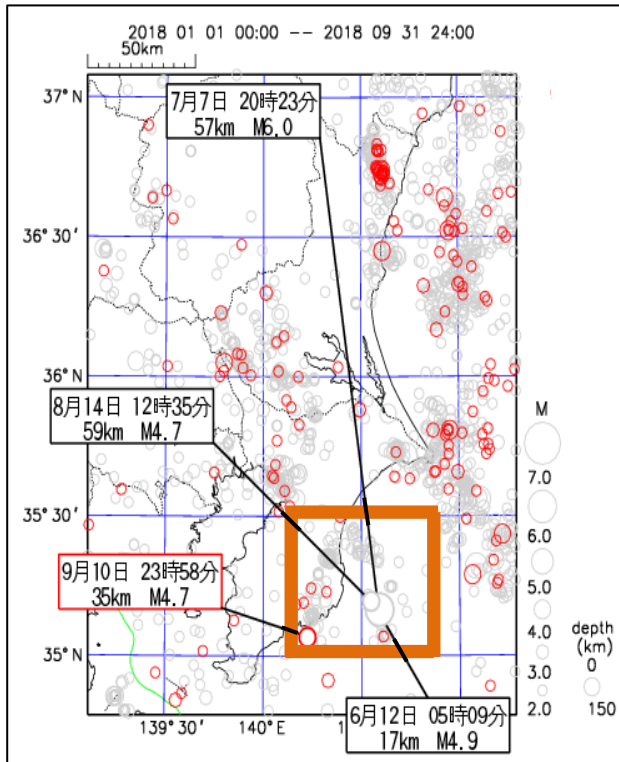 2018 01 01 00:00 -- 2018 09 31 24:00
50km
7月7日 20時23分
57km M6.0
37°N
36°30'
36°N
8月14日 12時35分
59km M4.7
M
7.0
35°30'
6.0
9月10日 23時58分
35km M4.7
5.0
4.0
depth
(km)
35°N
3.0
0
2.0
150
139°30'
140°E
6月12日 05時09分
17km M4.9